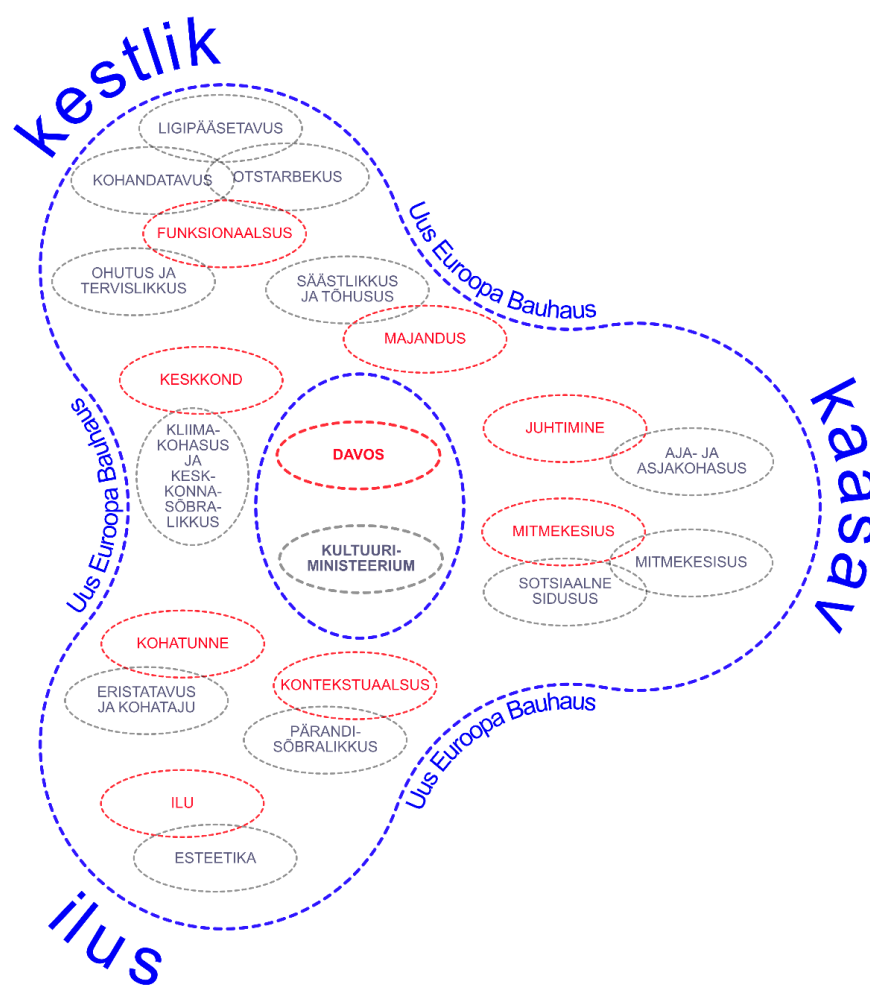 kestlik
LIGIPÄÄSETAVUS
KOHANDATAVUS
OTSTARBEKUS
FUNKSIONAALSUS
OHUTUS JA
TERVISLIKKUS
SÄÄSTLIKKUS
JA TÕHUSUS
MAJANDUS
Uus Euroopa Bauhaus
KESKKOND
KLIIMA-
KOHASUS
JA
KESK-
KONNA-
SÕBRA-
LIKKUS
Uus Euroopa Bauhaus
DAVOS
KULTUURI-
MINISTEERIUM
JUHTIMINE
AJA- JA
ASJAKOHASUS
MITMEKESIUS
MITMEKESISUS
SOTSIAALNE
SIDUSUS
kaasav
KOHATUNNE
ERISTATAVUS
JA KOHATAJU
KONTEKSTUAALSUS
PÄRANDI-
SÕBRALIKKUS
Uus Euroopa Bauhaus
ILU
ESTEETIKA
ilus